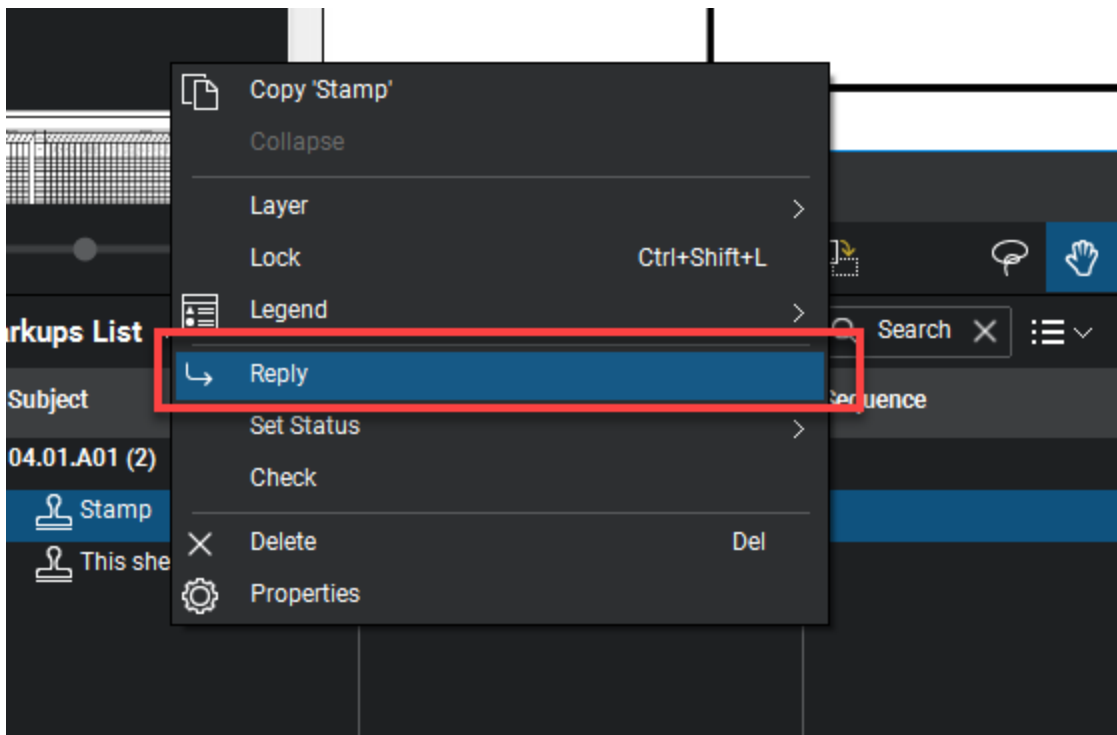 Copy 'Stamp'
Collapse
Layer
Lock Ctrl+Shift+L
Legend
rkups List
Search
Reply
Subject
Sequence
Set Status
04.01.A01 (2)
Check
Stamp
Delete Del
This she
Properties